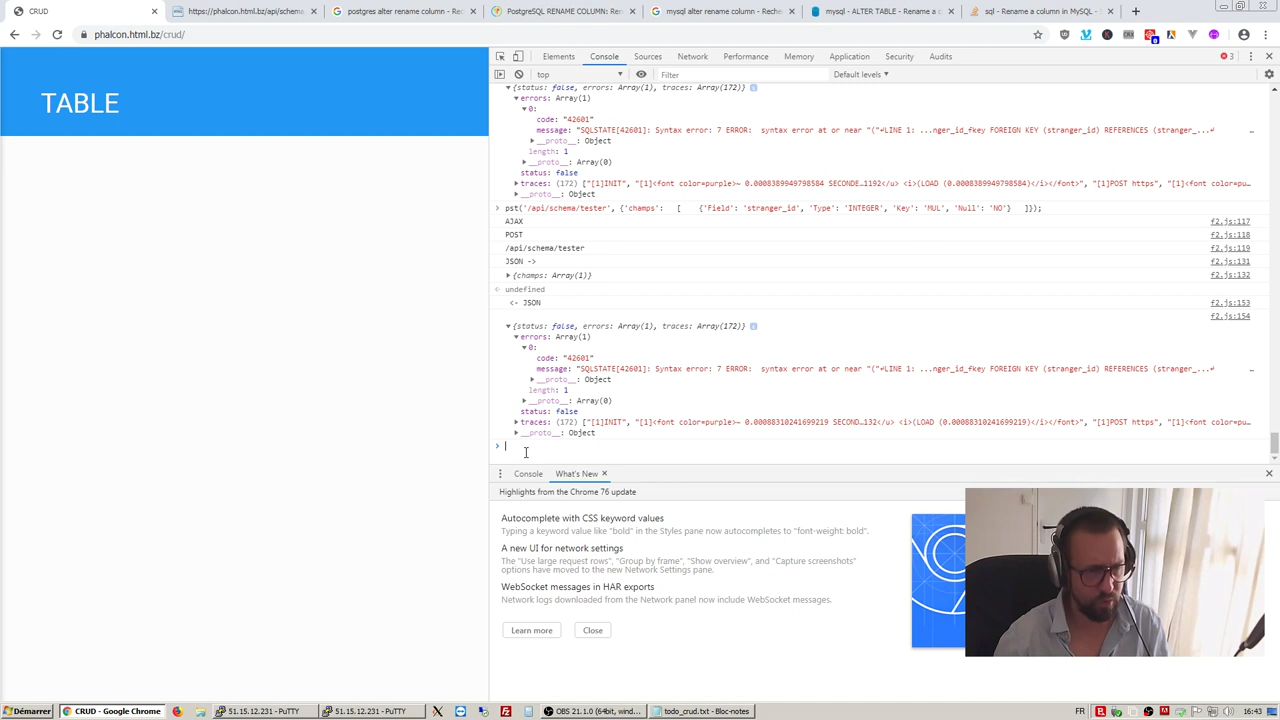 CRUD
https://phalcon.html.bz/api/schema
postgres alter rename column - Rec
PostgreSQL RENAME COLUMN: Ren
mysql alter rename column - Recher
mysql - ALTER TABLE - Rename a c
sql - Rename a column in MySQL - S
phalcon.html.bz/crud/
TABLE
Elements Console Sources Network Performance Memory Application Security Audits 3
top Filter Default levels
{status: false, errors: Array(1), traces: Array(172)}
errors: Array(1)
0:
code: "42601"
message: "SQLSTATE[42601]: Syntax error: 7 ERROR:  syntax error at or near "("↲LINE 1: ...nger_id_fkey FOREIGN KEY (stranger_id) REFERENCES (stranger_...↲ …
__proto__: Object
length: 1
__proto__: Array(0)
status: false
traces: (172) ["[1]INIT", "[1]<font color=purple>~ 0.0008389949798584 SECONDE…1192</u> <i>(LOAD (0.0008389949798584)</i></font>", "[1]POST https", "[1]<font color=pu…
__proto__: Object
> pst('/api/schema/tester', {'champs':   [    {'Field': 'stranger_id', 'Type': 'INTEGER', 'Key': 'MUL', 'Null': 'NO'}   ]});
AJAX f2.js:117
POST f2.js:118
/api/schema/tester f2.js:119
JSON -> f2.js:131
{champs: Array(1)} f2.js:132
undefined
<- JSON f2.js:153
f2.js:154
{status: false, errors: Array(1), traces: Array(172)}
errors: Array(1)
0:
code: "42601"
message: "SQLSTATE[42601]: Syntax error: 7 ERROR:  syntax error at or near "("↲LINE 1: ...nger_id_fkey FOREIGN KEY (stranger_id) REFERENCES (stranger_...↲ …
__proto__: Object
length: 1
__proto__: Array(0)
status: false
traces: (172) ["[1]INIT", "[1]<font color=purple>~ 0.00088310241699219 SECOND…132</u> <i>(LOAD (0.00088310241699219)</i></font>", "[1]POST https", "[1]<font color=pu…
__proto__: Object
>
Console What's New
Highlights from the Chrome 76 update
Autocomplete with CSS keyword values
Typing a keyword value like "bold" in the Styles pane now autocompletes to "font-weight: bold".
A new UI for network settings
The "Use large request rows", "Group by frame", "Show overview", and "Capture screenshots"
options have moved to the new Network Settings pane.
WebSocket messages in HAR exports
Network logs downloaded from the Network panel now include WebSocket messages.
Learn more Close
Démarrer CRUD - Google Chrome 51.15.12.231 - PuTTY 51.15.12.231 - PuTTY OBS 21.1.0 (64bit, wind... todo_crud.txt - Bloc-notes FR 16:43